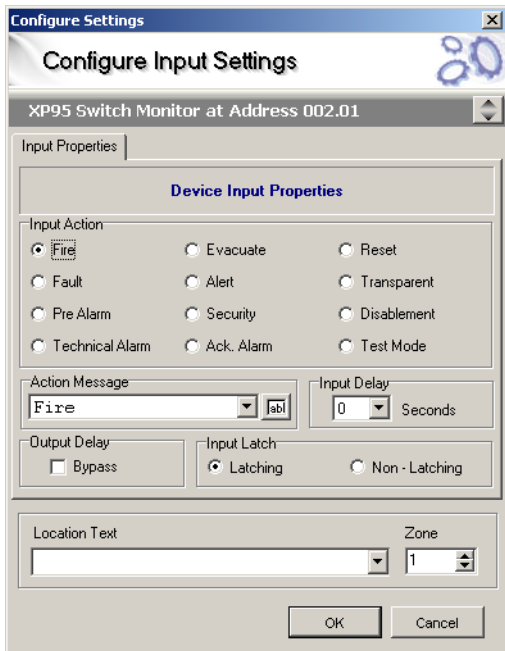 Configure Settings
Configure Input Settings
XP95 Switch Monitor at Address 002.01
Input Properties
Device Input Properties
Input Action
Fire Evacuate Reset
Fault Alert Transparent
Pre Alarm Security Disablement
Technical Alarm Ack. Alarm Test Mode
Action Message Input Delay
Fire abl 0 Seconds
Output Delay Input Latch
Bypass Latching Non - Latching
Location Text Zone
1
OK Cancel